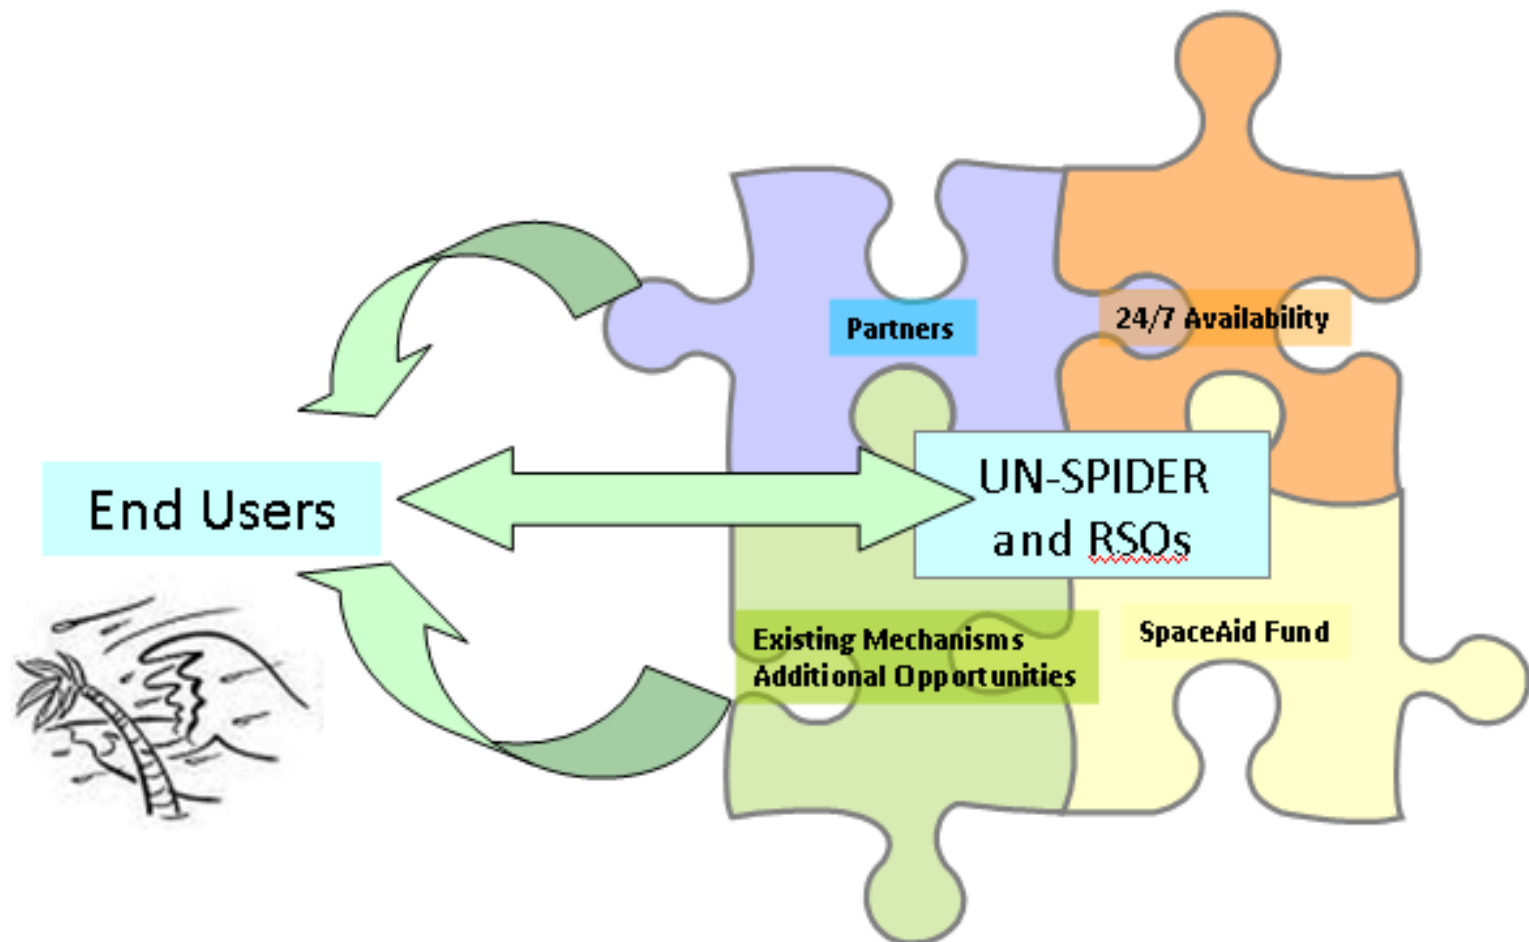 Partners
24/7 Availability
End Users
UN-SPIDER
and RSOs
Existing Mechanisms
Additional Opportunities
SpaceAid Fund